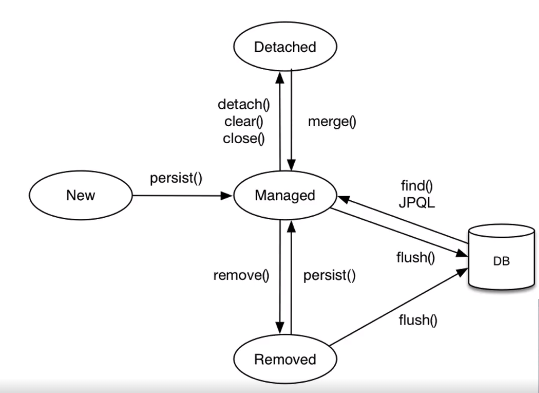 Detached
detach()
clear()
close()
merge()
New
persist()
Managed
find()
JPQL
DB
flush()
remove()
persist()
flush()
Removed